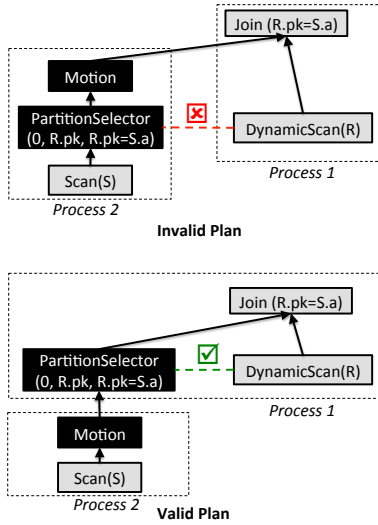 Join (R.pk=S.a)
Motion
PartitionSelector
(0, R.pk, R.pk=S.a)
DynamicScan(R)
Scan(S)
Process 1
Process 2
Invalid Plan
Join (R.pk=S.a)
PartitionSelector
(0, R.pk, R.pk=S.a)
DynamicScan(R)
Process 1
Motion
Scan(S)
Process 2
Valid Plan